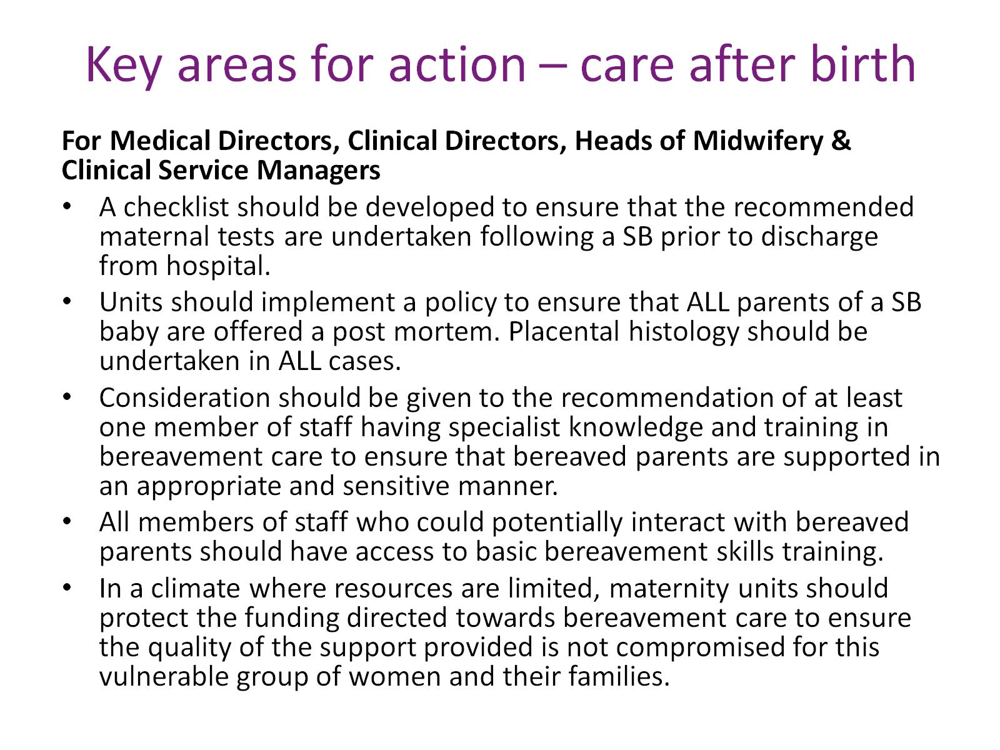 Key areas for action – care after birth
For Medical Directors, Clinical Directors, Heads of Midwifery &
Clinical Service Managers
• A checklist should be developed to ensure that the recommended
maternal tests are undertaken following a SB prior to discharge
from hospital.
• Units should implement a policy to ensure that ALL parents of a SB
baby are offered a post mortem. Placental histology should be
undertaken in ALL cases.
• Consideration should be given to the recommendation of at least
one member of staff having specialist knowledge and training in
bereavement care to ensure that bereaved parents are supported in
an appropriate and sensitive manner.
• All members of staff who could potentially interact with bereaved
parents should have access to basic bereavement skills training.
• In a climate where resources are limited, maternity units should
protect the funding directed towards bereavement care to ensure
the quality of the support provided is not compromised for this
vulnerable group of women and their families.